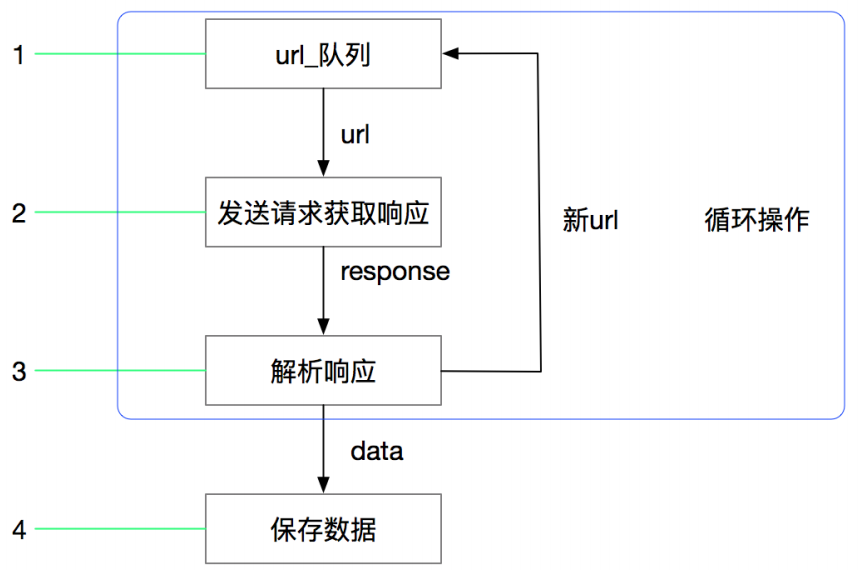 1
url_队列
url
2
发送请求获取响应
新url
循环操作
response
3
解析响应
data
4
保存数据